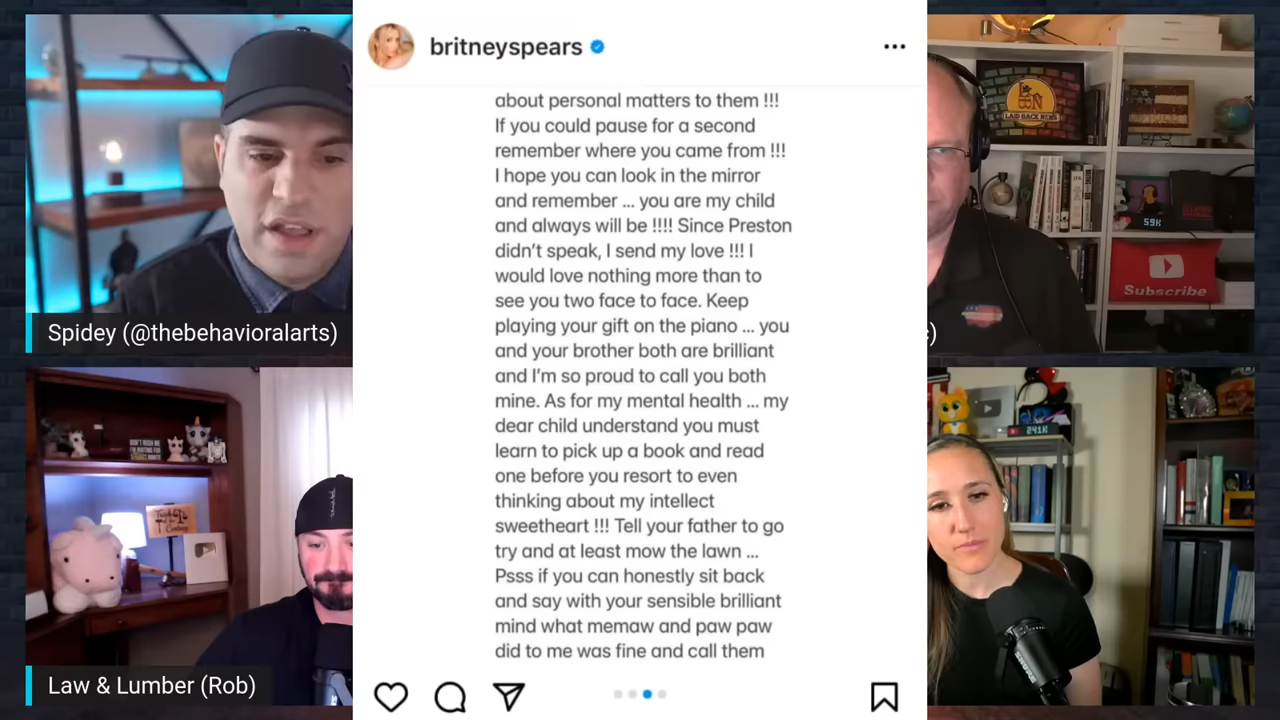 britneyspears
about personal matters to them !!!
If you could pause for a second
remember where you came from !!!
I hope you can look in the mirror
and remember ... you are my child
and always will be !!!! Since Preston
didn’t speak, I send my love !!! I
would love nothing more than to
see you two face to face. Keep
playing your gift on the piano ... you
and your brother both are brilliant
and I’m so proud to call you both
mine. As for my mental health ... my
dear child understand you must
learn to pick up a book and read
one before you resort to even
thinking about my intellect
sweetheart !!! Tell your father to go
try and at least mow the lawn ...
Psss if you can honestly sit back
and say with your sensible brilliant
mind what memaw and paw paw
did to me was fine and call them
Spidey (@thebehavioralarts)
Law & Lumber (Rob)
)
LAID BACK NEWS
59K
Subscribe
241K